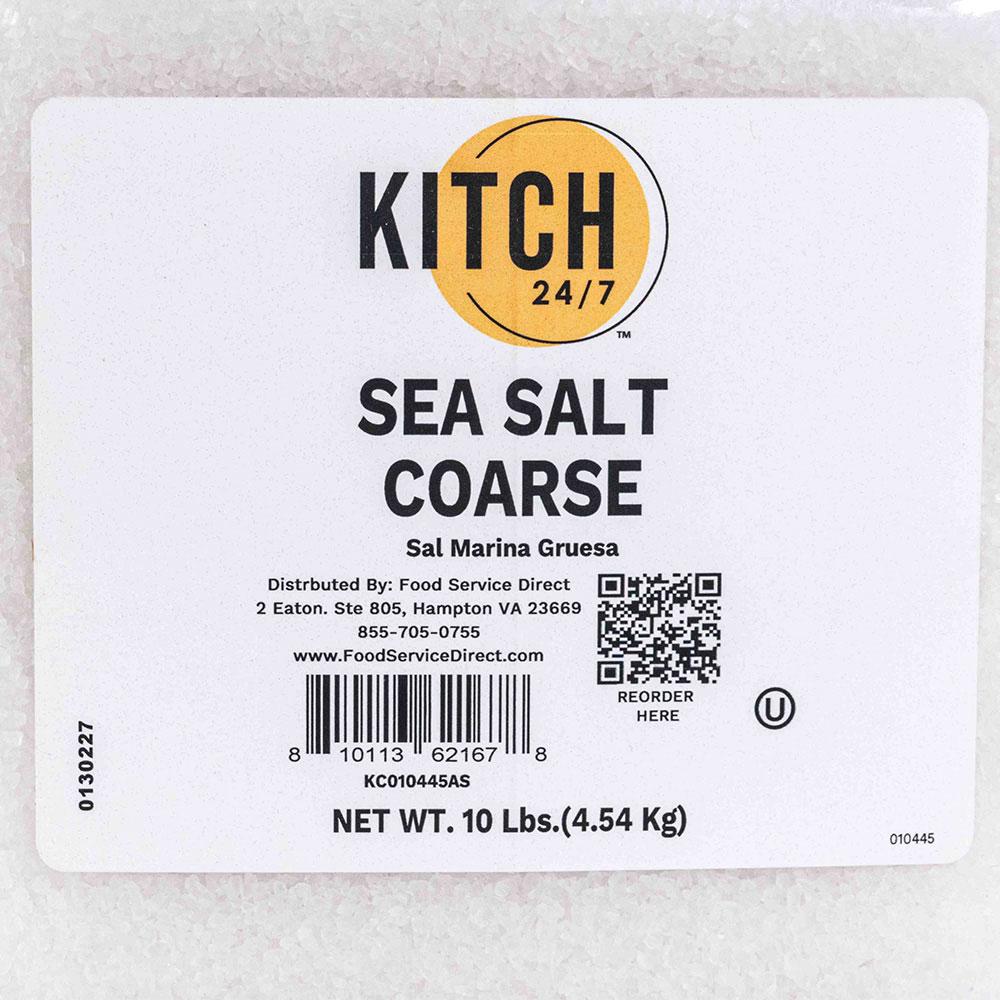 KITCH
24/7
™
SEA SALT
COARSE
Sal Marina Gruesa
Distrbuted By: Food Service Direct
2 Eaton. Ste 805, Hampton VA 23669
855-705-0755
www.FoodServiceDirect.com
REORDER
HERE
U
8 10113 62167 8
KC010445AS
0130227
NET WT. 10 Lbs.(4.54 Kg)
010445